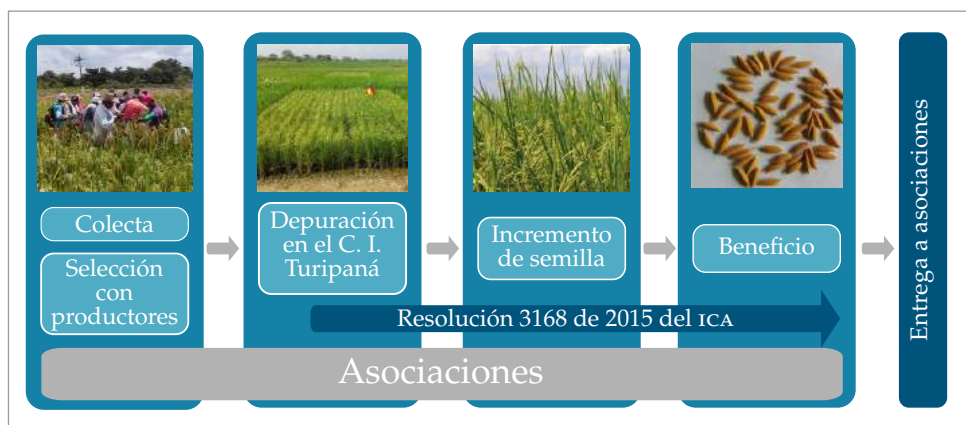 Colecta
Selección
con
productores
Depuración
en el C. I.
Turipaná
Incremento
de semilla
Beneficio
Resolución 3168 de 2015 del ICA
Asociaciones
Entrega a asociaciones